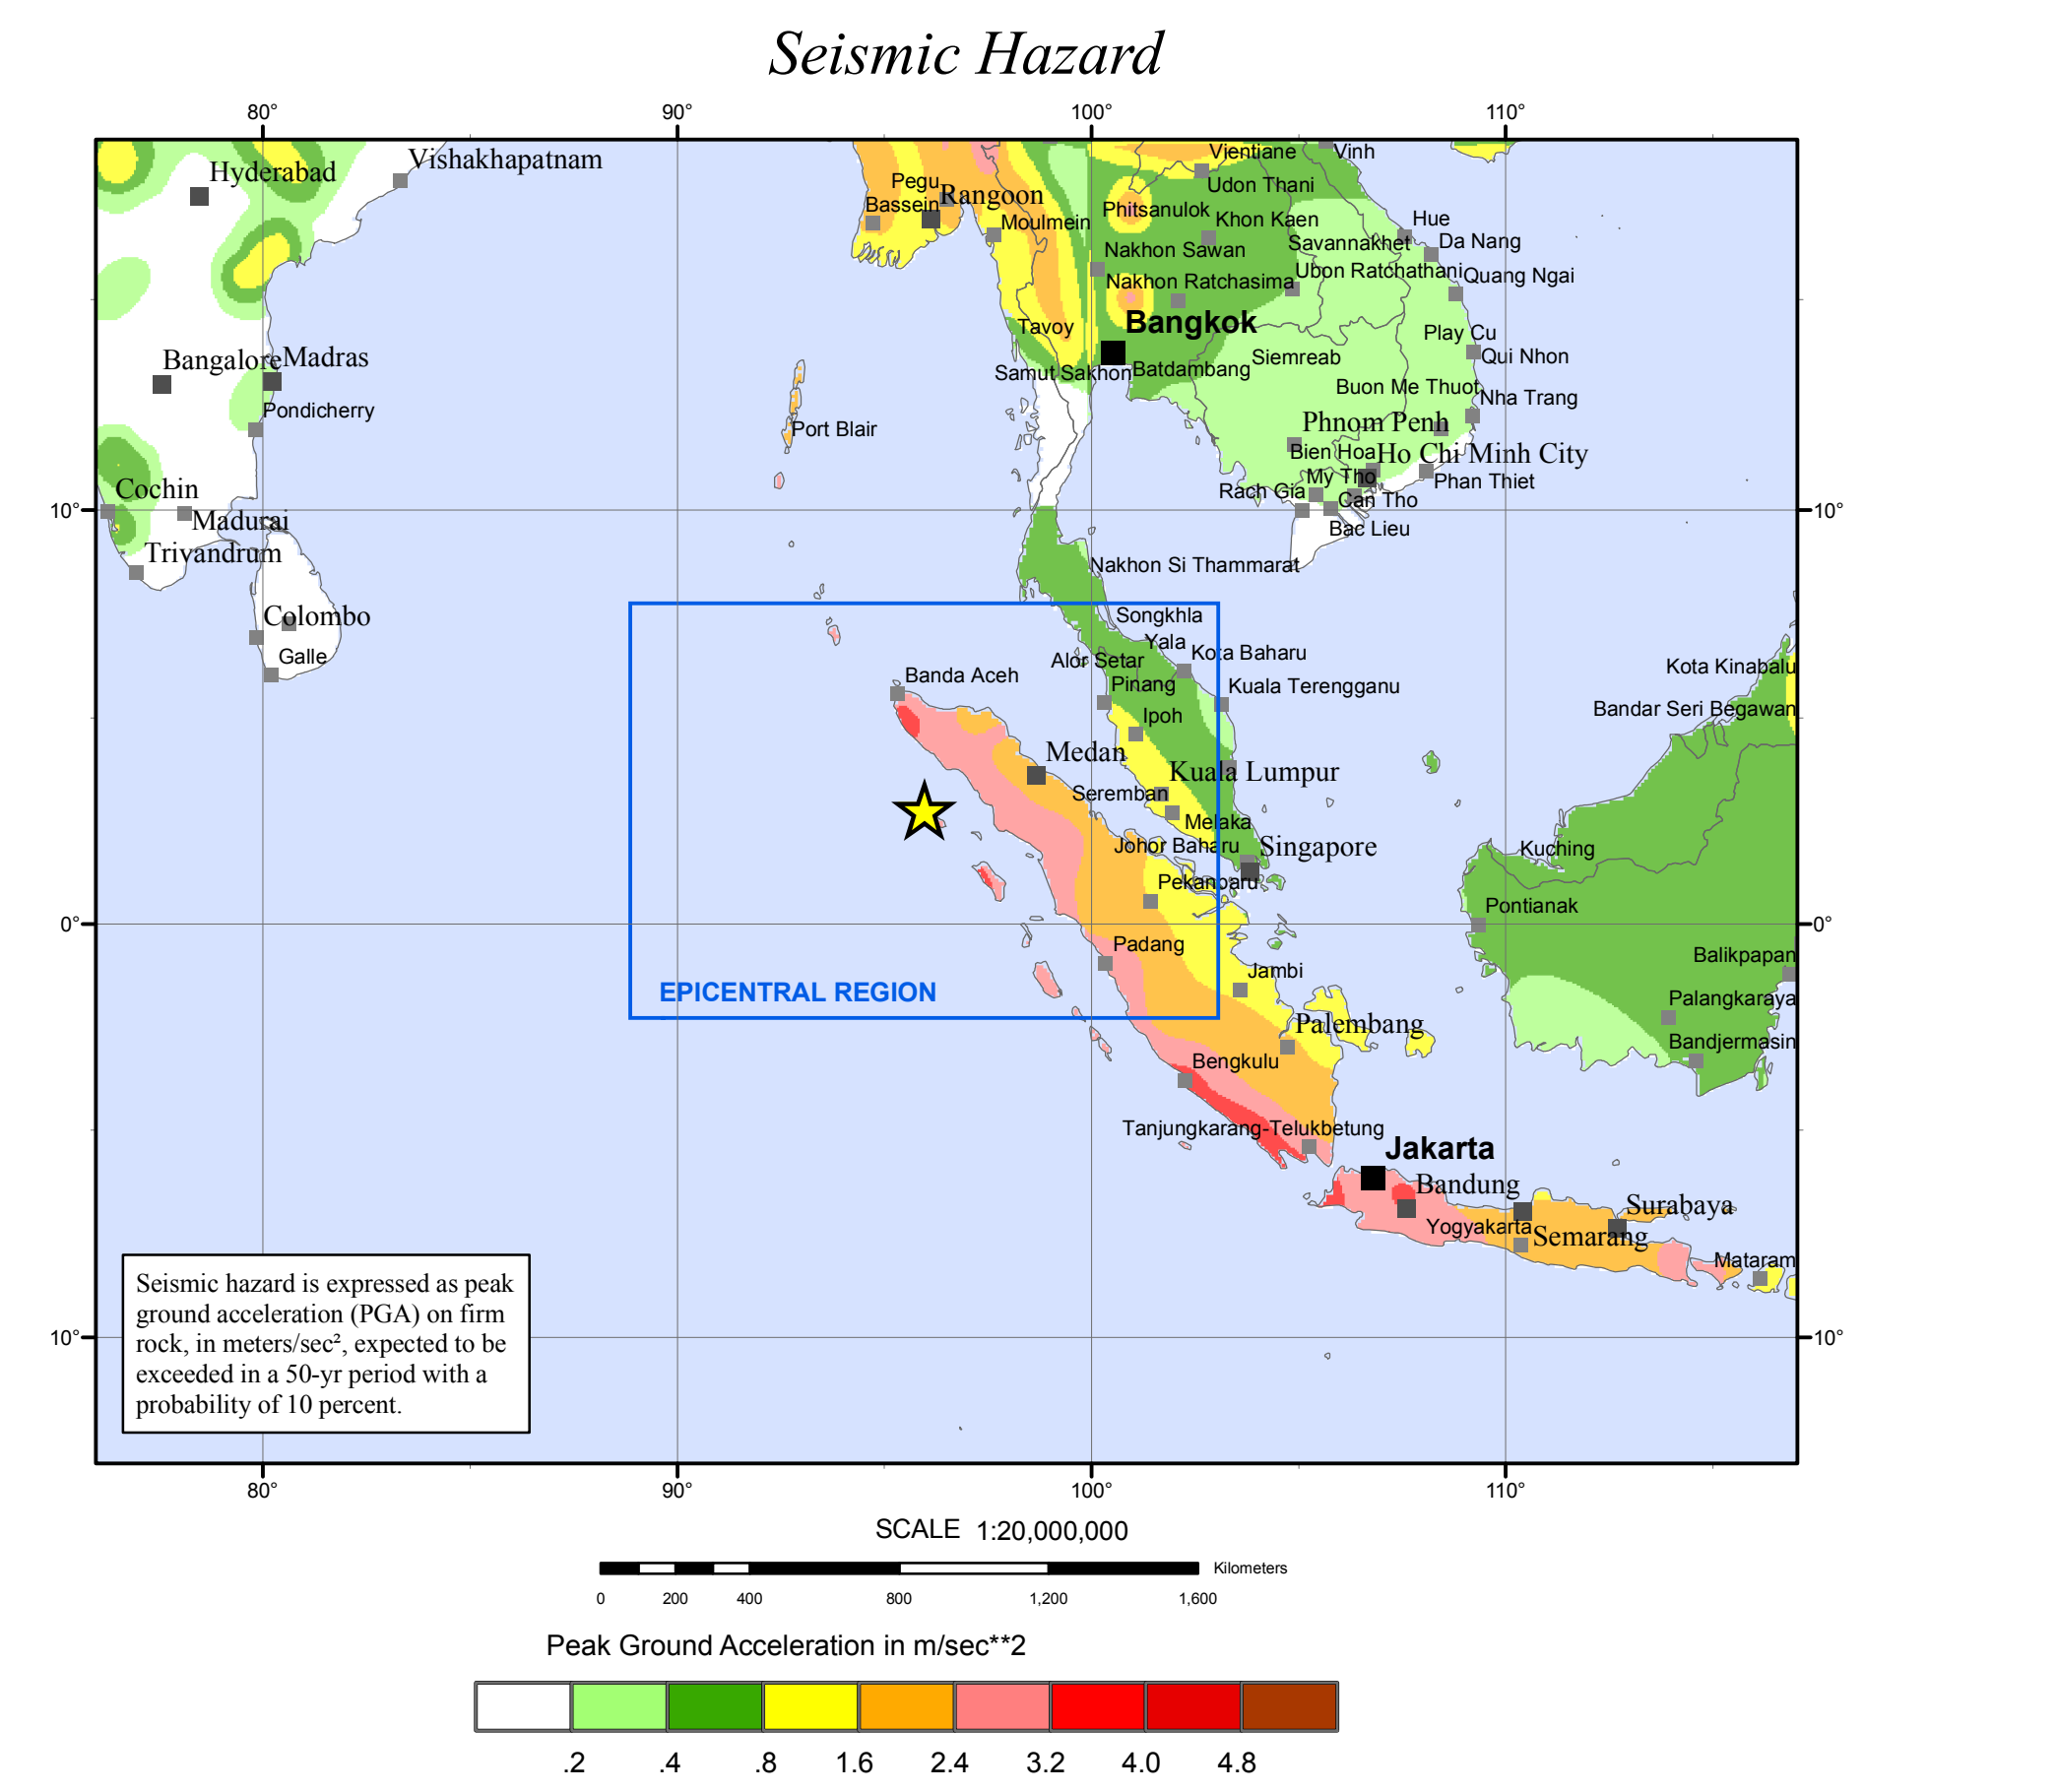 Seismic Hazard
80°
90°
100°
110°
Hyderabad
Vishakhapatnam
Pegu
Bassein
Rangoon
Moulmein
Vientiane
Vinh
Udon Thani
Phitsanulok
Khon Kaen
Hue
Da Nang
Savannakhet
Nakhon Sawan
Ubon Ratchathani
Quang Ngai
Nakhon Ratchasima
Tavoy
Bangkok
Play Cu
Qui Nhon
Siemreab
Bangalore
Madras
Samut Sakhon
Batdambang
Buon Me Thuot
Nha Trang
Pondicherry
Port Blair
Phnom Penh
Bien Hoa
Ho Chi Minh City
My Tho
Phan Thiet
Rach Gia
Can Tho
Bac Lieu
Cochin
10°
10°
Madurai
Trivandrum
Nakhon Si Thammarat
Colombo
Songkhla
Yala
Kota Baharu
Galle
Alor Setar
Kota Kinabalu
Banda Aceh
Pinang
Kuala Terengganu
Bandar Seri Begawan
Ipoh
Medan
Kuala Lumpur
Seremban
Melaka
Johor Baharu
Singapore
Kuching
Pekanbaru
Pontianak
0°
0°
Padang
Balikpapan
Jambi
EPICENTRAL REGION
Palangkaraya
Palembang
Bandjermasin
Bengkulu
Tanjungkarang-Telukbetung
Jakarta
Bandung
Surabaya
Yogyakarta
Semarang
Mataram
Seismic hazard is expressed as peak
ground acceleration (PGA) on firm
rock, in meters/sec², expected to be
exceeded in a 50-yr period with a
probability of 10 percent.
10°
10°
80°
90°
100°
110°
SCALE 1:20,000,000
Kilometers
0 200 400 800 1,200 1,600
Peak Ground Acceleration in m/sec**2
.2 .4 .8 1.6 2.4 3.2 4.0 4.8